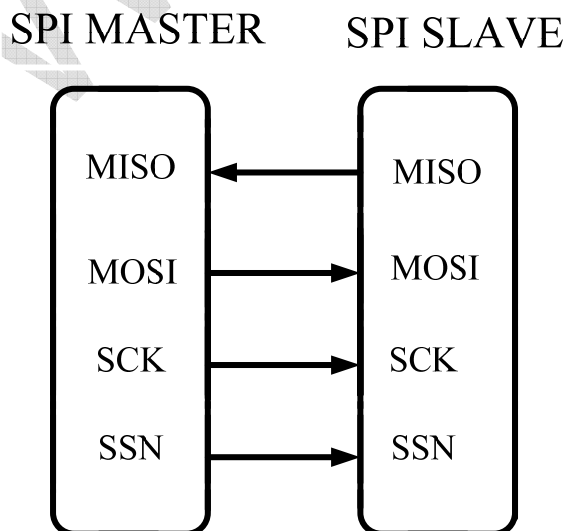 SPI MASTER SPI SLAVE
MISO MISO
MOSI MOSI
SCK SCK
SSN SSN